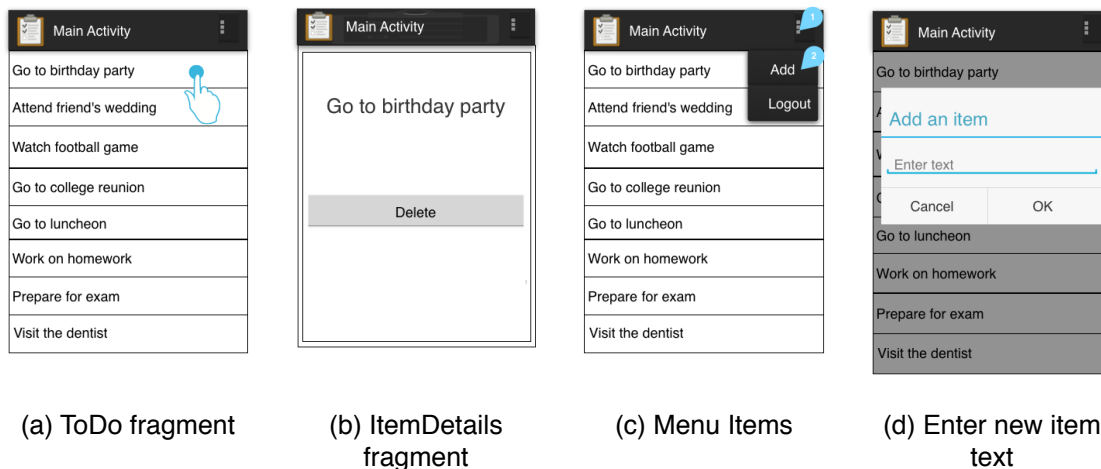 Main Activity
Go to birthday party
Attend friend's wedding
Watch football game
Go to college reunion
Go to luncheon
Work on homework
Prepare for exam
Visit the dentist
(a) ToDo fragment
Main Activity
Go to birthday party
Delete
(b) ItemDetails
fragment
Main Activity
1
2
Go to birthday party
Add
Attend friend's wedding
Logout
Watch football game
Go to college reunion
Go to luncheon
Work on homework
Prepare for exam
Visit the dentist
(c) Menu Items
Main Activity
Go to birthday party
Add an item
Enter text
Cancel
OK
Go to luncheon
Work on homework
Prepare for exam
Visit the dentist
(d) Enter new item
text